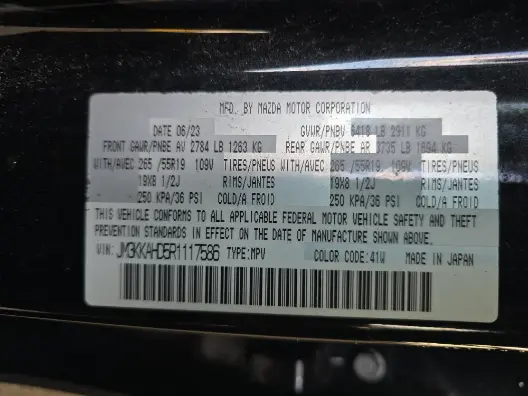 MFD. BY MAZDA MOTOR CORPORATION
DATE 06/23 GVWR/PNBV 6418 LB 2911 KG
FRONT GAWR/PNBE AV 2784 LB 1263 KG REAR GAWR/PNBE AR 3735 LB 1694 KG
WITH/AVEC 265 /55R19 109V TIRES/PNEUS WITH/AVEC 265 /55R19 109V TIRES/PNEUS
19X8 1/2J RIMS/JANTES 19X8 1/2J RIMS/JANTES
250 KPA/36 PSI COLD/A FROID 250 KPA/36 PSI COLD/A FROID
THIS VEHICLE CONFORMS TO ALL APPLICABLE FEDERAL MOTOR VEHICLE SAFETY AND THEFT
PREVENTION STANDARDS IN EFFECT ON THE DATE OF MANUFACTURE SHOWN ABOVE.
VIN: JM3KKAHD5R1117586 TYPE:MPV COLOR CODE:41W MADE IN JAPAN